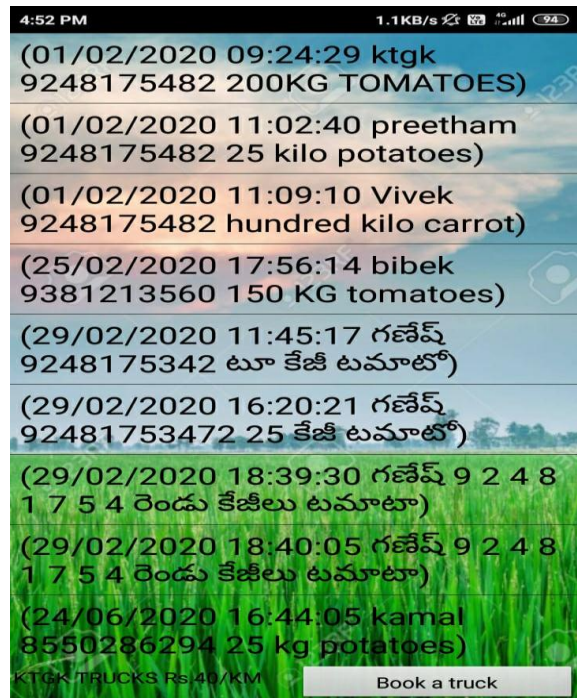 4:52 PM 1.1KB/s 4G 94
(01/02/2020 09:24:29 ktgk
9248175482 200KG TOMATOES)
(01/02/2020 11:02:40 preetham
9248175482 25 kilo potatoes)
(01/02/2020 11:09:10 Vivek
9248175482 hundred kilo carrot)
(25/02/2020 17:56:14 bibek
9381213560 150 KG tomatoes)
(29/02/2020 11:45:17 గణేష్
9248175342 టూ కేజీ టమాటో)
(29/02/2020 16:20:21 గణేష్
92481753472 25 కేజీ టమాటో)
(29/02/2020 18:39:30 గణేష్ 9 2 4 8
1 7 5 4 రెండు కేజీలు టమాటా)
(29/02/2020 18:40:05 గణేష్ 9 2 4 8
1 7 5 4 రెండు కేజీలు టమాటా)
(24/06/2020 16:44:05 kamal
8550286294 25 kg potatoes)
KTGK TRUCKS Rs 40/KM Book a truck